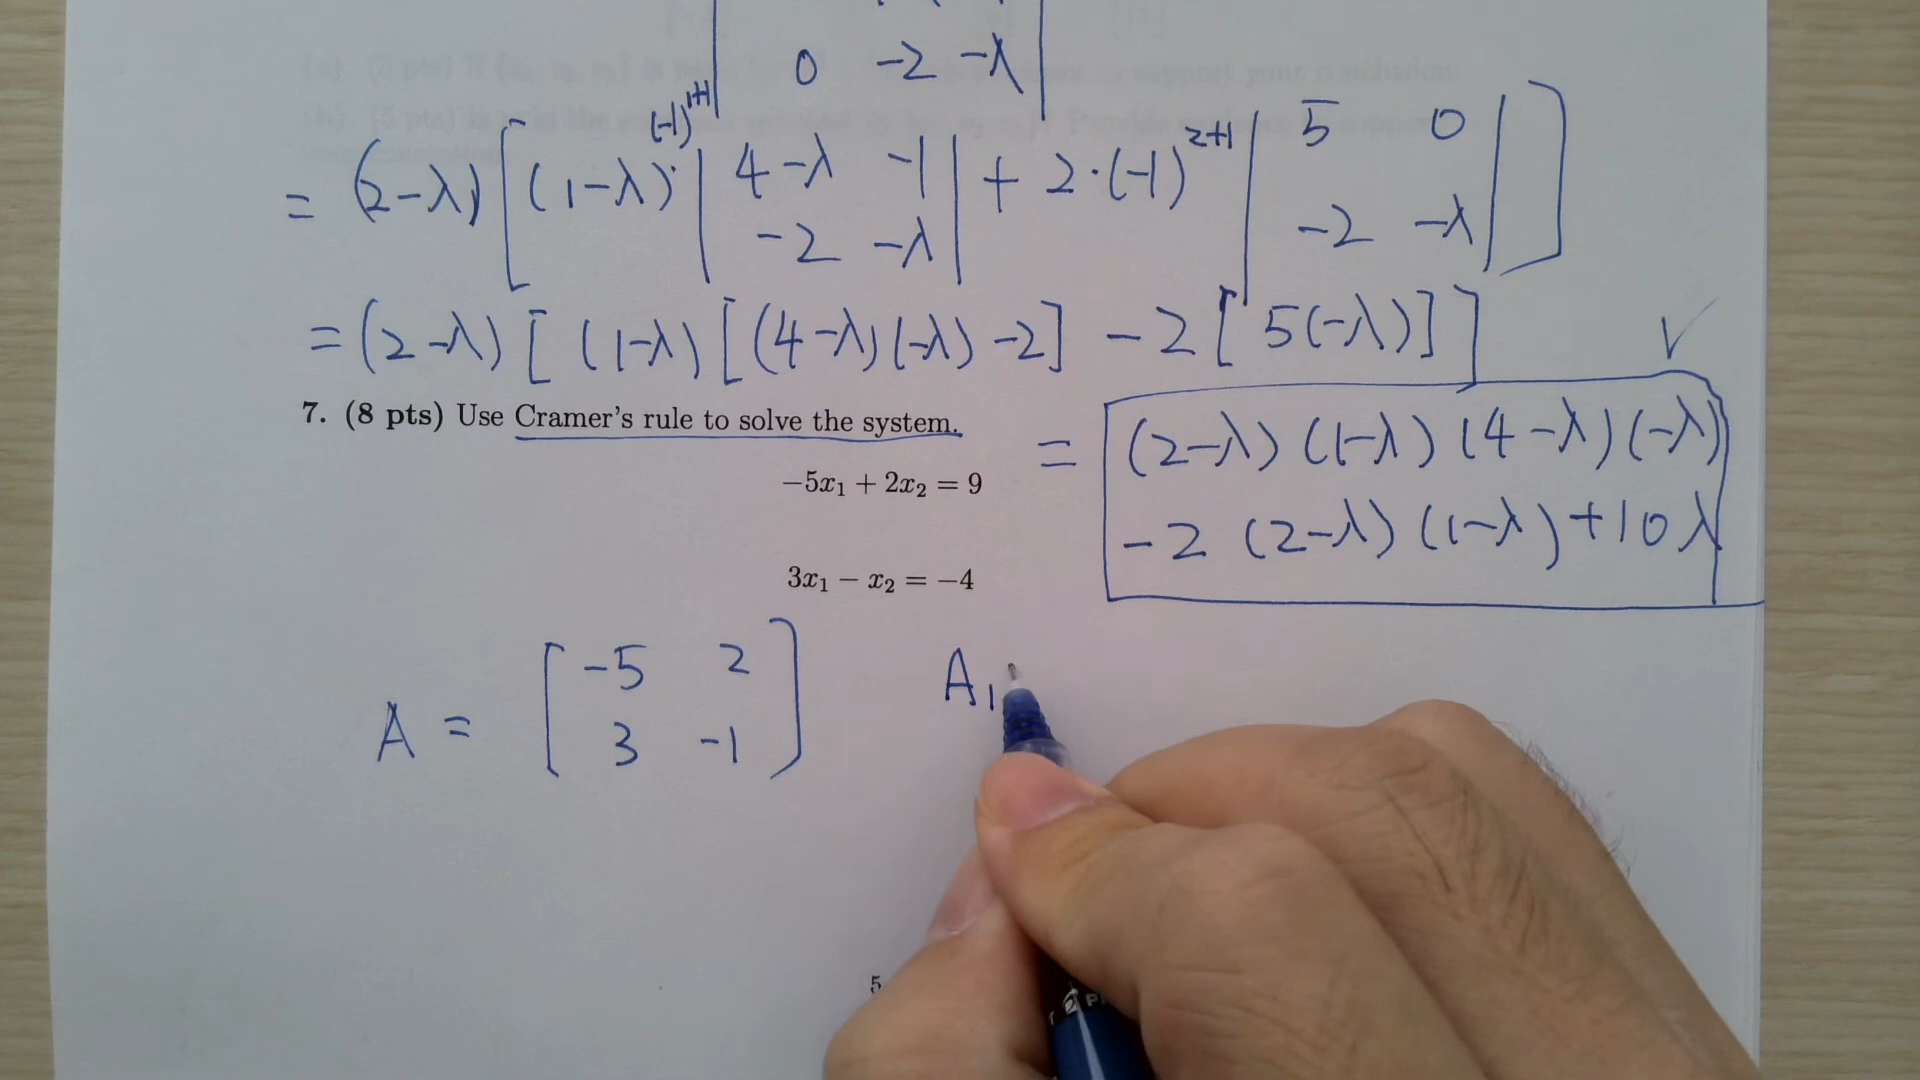 0 -2 -λ
= (2-λ) [ (1-λ)·(-1)^{1+1} | 4-λ -1 | + 2·(-1)^{2+1} | 5 0 | ]
-2 -λ -2 -λ
= (2-λ) [ (1-λ) [(4-λ)(-λ) -2] - 2 [ 5(-λ)] ]
7. (8 pts) Use Cramer's rule to solve the system.
= (2-λ) (1-λ) (4-λ) (-λ)
-5x₁ + 2x₂ = 9
-2 (2-λ) (1-λ) + 10λ
3x₁ − x₂ = −4
A = [ -5 2
3 -1 ]
A₁
5